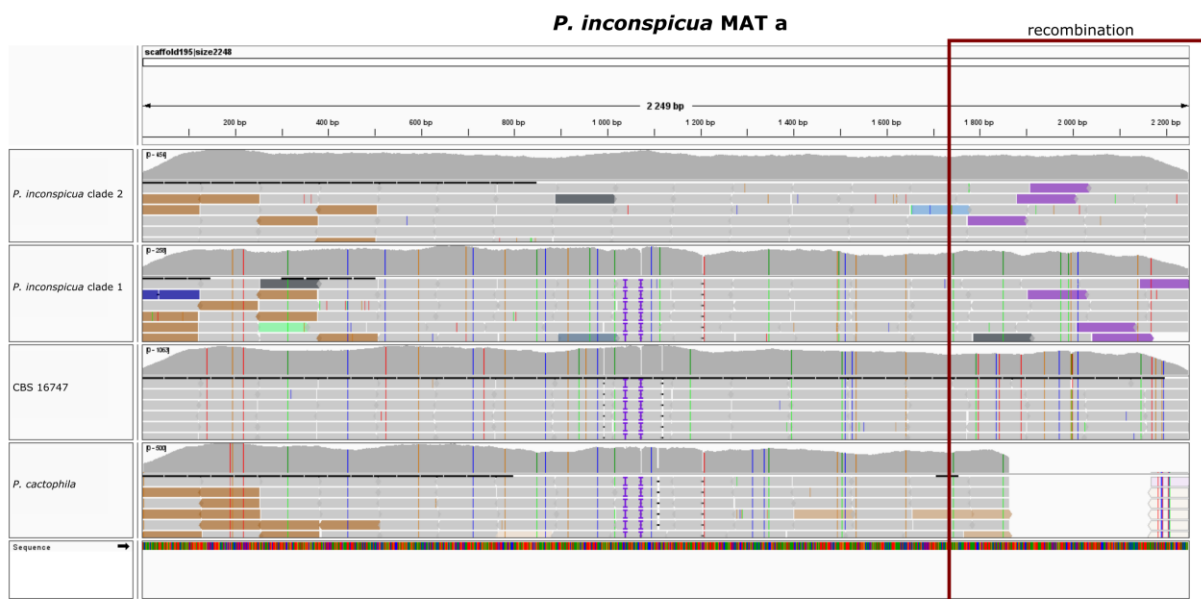 P. inconspicua MAT a
recombination
scaffold195|size2248
2 249 bp
200 bp 400 bp 600 bp 800 bp 1 000 bp 1 200 bp 1 400 bp 1 600 bp 1 800 bp 2 000 bp 2 200 bp
P. inconspicua clade 2
P. inconspicua clade 1
CBS 16747
P. cactophila
[0 - 500]
Sequence